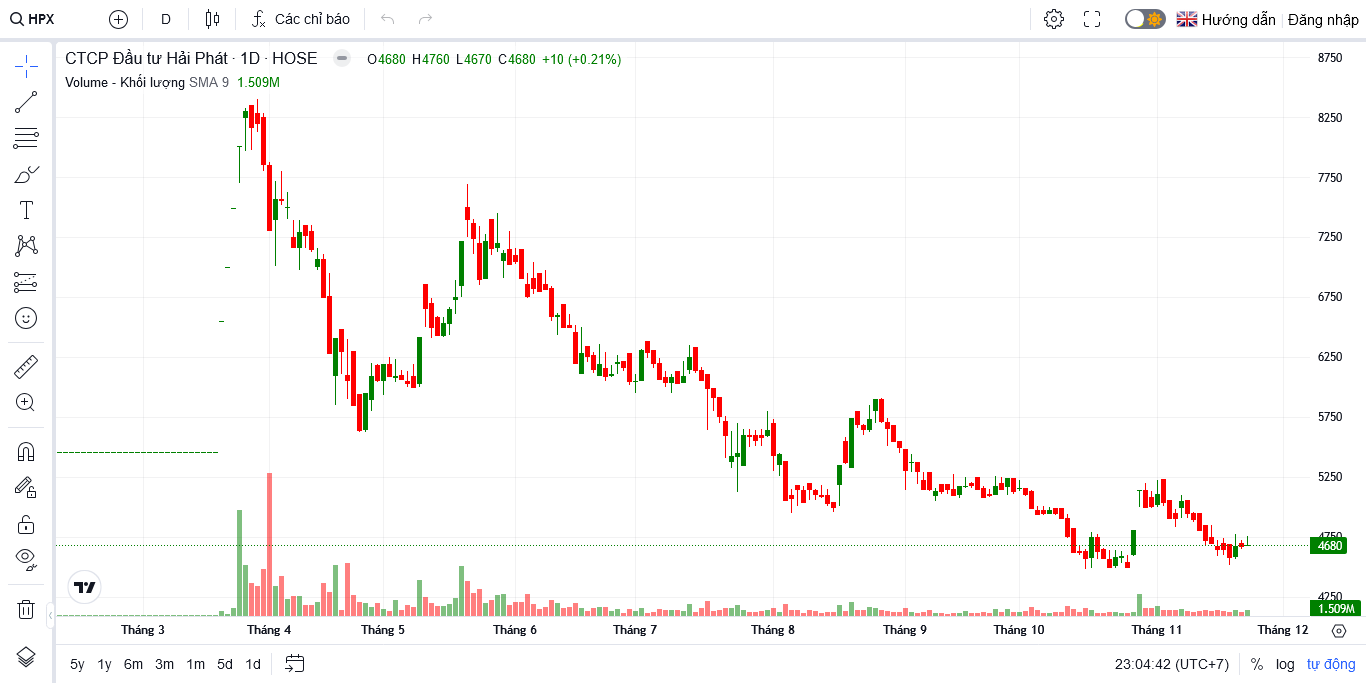 HPX D Các chỉ báo Hướng dẫn Đăng nhập
CTCP Đầu tư Hải Phát · 1D · HOSE O4680 H4760 L4670 C4680 +10 (+0.21%)
Volume - Khối lượng SMA 9 1.509M
8750
8250
7750
7250
6750
6250
5750
5250
4750
4680
4250
1.509M
Tháng 3 Tháng 4 Tháng 5 Tháng 6 Tháng 7 Tháng 8 Tháng 9 Tháng 10 Tháng 11 Tháng 12
5y 1y 6m 3m 1m 5d 1d 23:04:42 (UTC+7) % log tự động